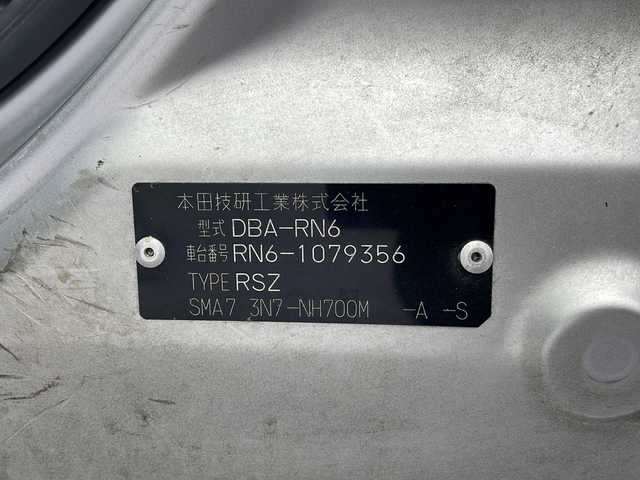 本田技研工業株式会社
型式 DBA-RN6
車台番号 RN6-1079356
TYPE RSZ
SMA7 3N7-NH700M -A -S